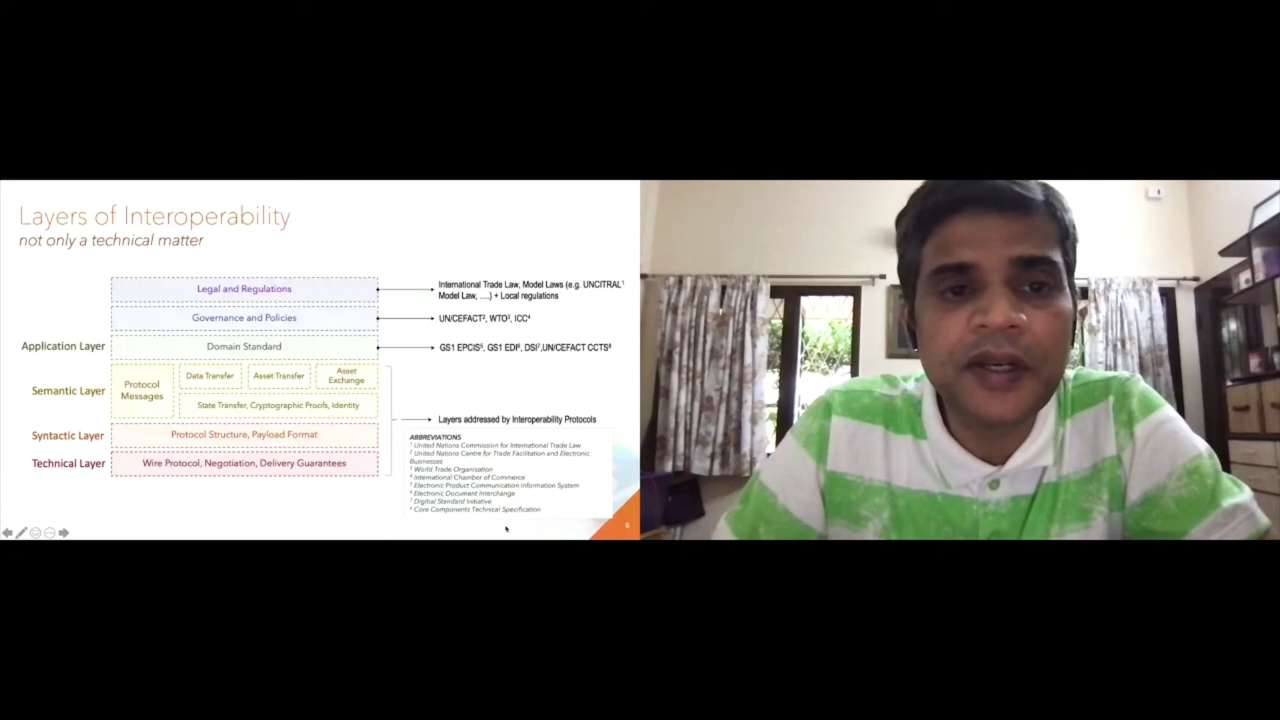 Layers of Interoperability
not only a technical matter
Legal and Regulations
International Trade Law, Model Laws (e.g. UNCITRAL¹
Model Law, ....) + Local regulations
Governance and Policies
UN/CEFACT², WTO³, ICC⁴
Application Layer
Domain Standard
GS1 EPCIS⁵, GS1 EDI⁶, DSI⁷,UN/CEFACT CCTS⁸
Semantic Layer
Protocol
Messages
Data Transfer
Asset Transfer
Asset
Exchange
State Transfer, Cryptographic Proofs, Identity
Layers addressed by Interoperability Protocols
Syntactic Layer
Protocol Structure, Payload Format
Technical Layer
Wire Protocol, Negotiation, Delivery Guarantees
ABBREVIATIONS
¹ United Nations Commission for International Trade Law
² United Nations Centre for Trade Facilitation and Electronic
Businesses
³ World Trade Organisation
⁴ International Chamber of Commerce
⁵ Electronic Product Communication Information System
⁶ Electronic Document Interchange
⁷ Digitial Standard Initiative
⁸ Core Components Technical Specification
6